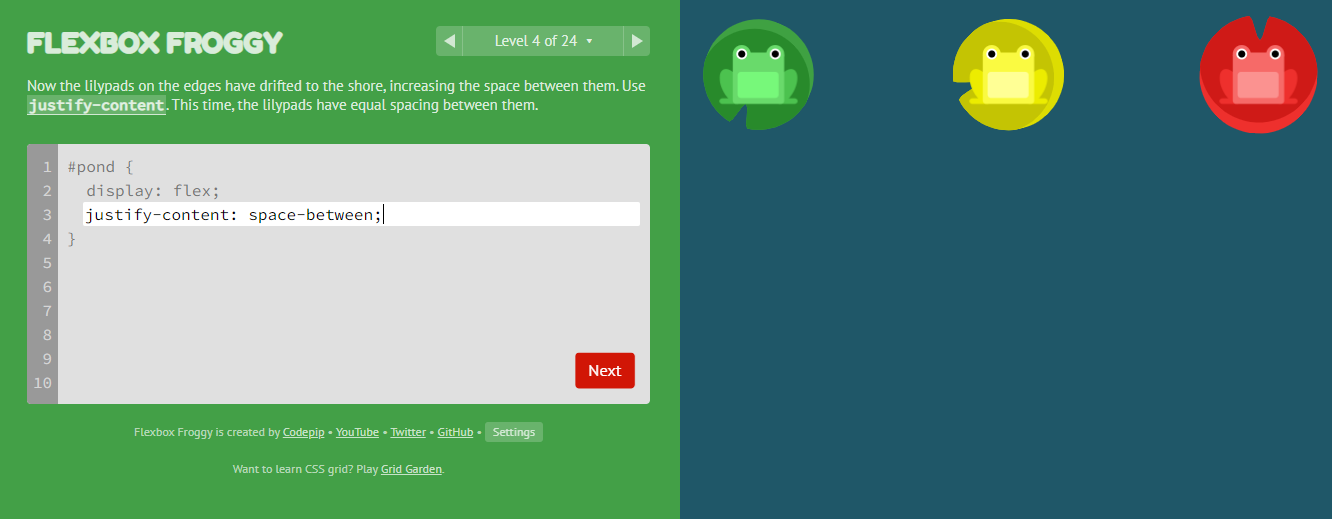 FLEXBOX FROGGY
Level 4 of 24
Now the lilypads on the edges have drifted to the shore, increasing the space between them. Use
justify-content. This time, the lilypads have equal spacing between them.
1 #pond {
2 display: flex;
3 justify-content: space-between;
4 }
5
6
7
8
9
10
Next
Flexbox Froggy is created by Codepip • YouTube • Twitter • GitHub • Settings
Want to learn CSS grid? Play Grid Garden.